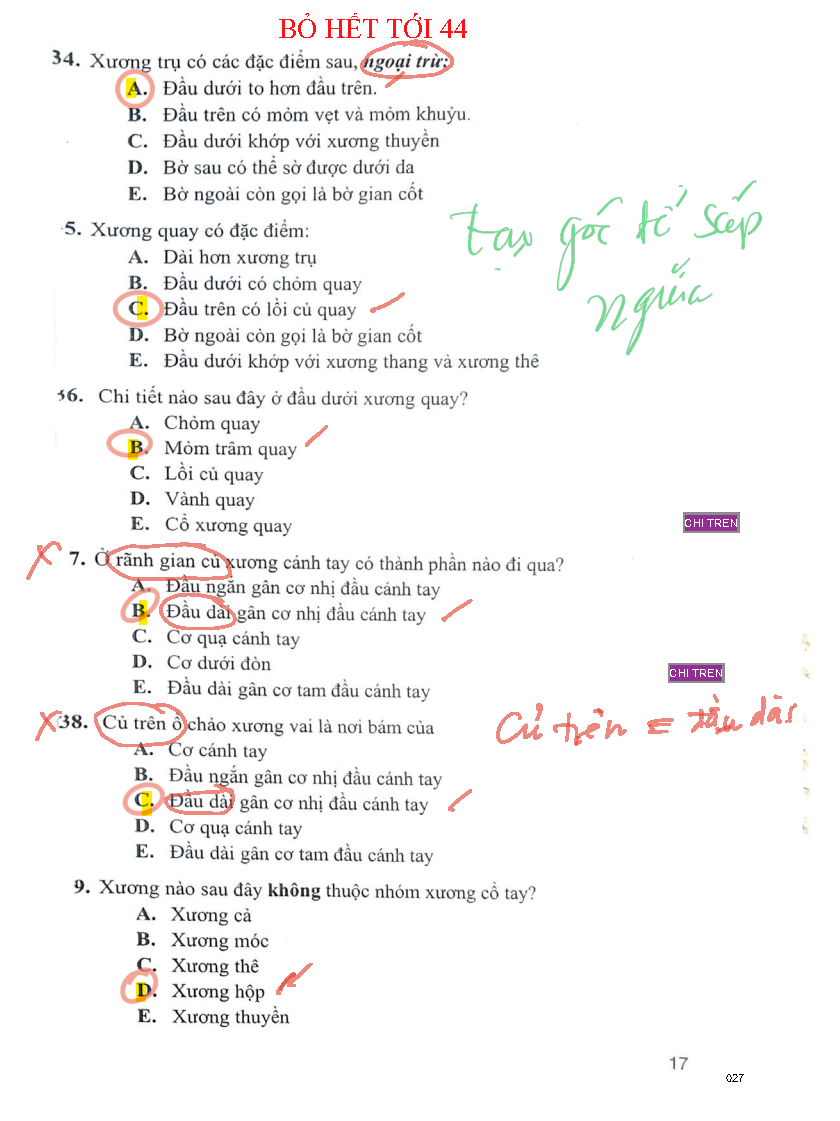 BỎ HẾT TỚI 44
34. Xương trụ có các đặc điểm sau, ngoại trừ:
A. Đầu dưới to hơn đầu trên.
B. Đầu trên có mỏm vẹt và mỏm khuỷu.
C. Đầu dưới khớp với xương thuyền
D. Bờ sau có thể sờ được dưới da
E. Bờ ngoài còn gọi là bờ gian cốt
5. Xương quay có đặc điểm:
A. Dài hơn xương trụ
B. Đầu dưới có chỏm quay
C. Đầu trên có lồi củ quay
D. Bờ ngoài còn gọi là bờ gian cốt
E. Đầu dưới khớp với xương thang và xương thê
sấp
ngửa
36. Chi tiết nào sau đây ở đầu dưới xương quay?
A. Chỏm quay
B. Mỏm trâm quay
C. Lồi củ quay
D. Vành quay
E. Cổ xương quay
CHI TREN
7. Ở rãnh gian củ xương cánh tay có thành phần nào đi qua?
A. Đầu ngắn gân cơ nhị đầu cánh tay
B. Đầu dài gân cơ nhị đầu cánh tay
C. Cơ quạ cánh tay
D. Cơ dưới đòn
E. Đầu dài gân cơ tam đầu cánh tay
CHI TREN
38. Củ trên ổ chảo xương vai là nơi bám của
Củ trên = đầu dài
A. Cơ cánh tay
B. Đầu ngắn gân cơ nhị đầu cánh tay
C. Đầu dài gân cơ nhị đầu cánh tay
D. Cơ quạ cánh tay
E. Đầu dài gân cơ tam đầu cánh tay
9. Xương nào sau đây không thuộc nhóm xương cổ tay?
A. Xương cả
B. Xương móc
C. Xương thê
D. Xương hộp
E. Xương thuyền
17
027